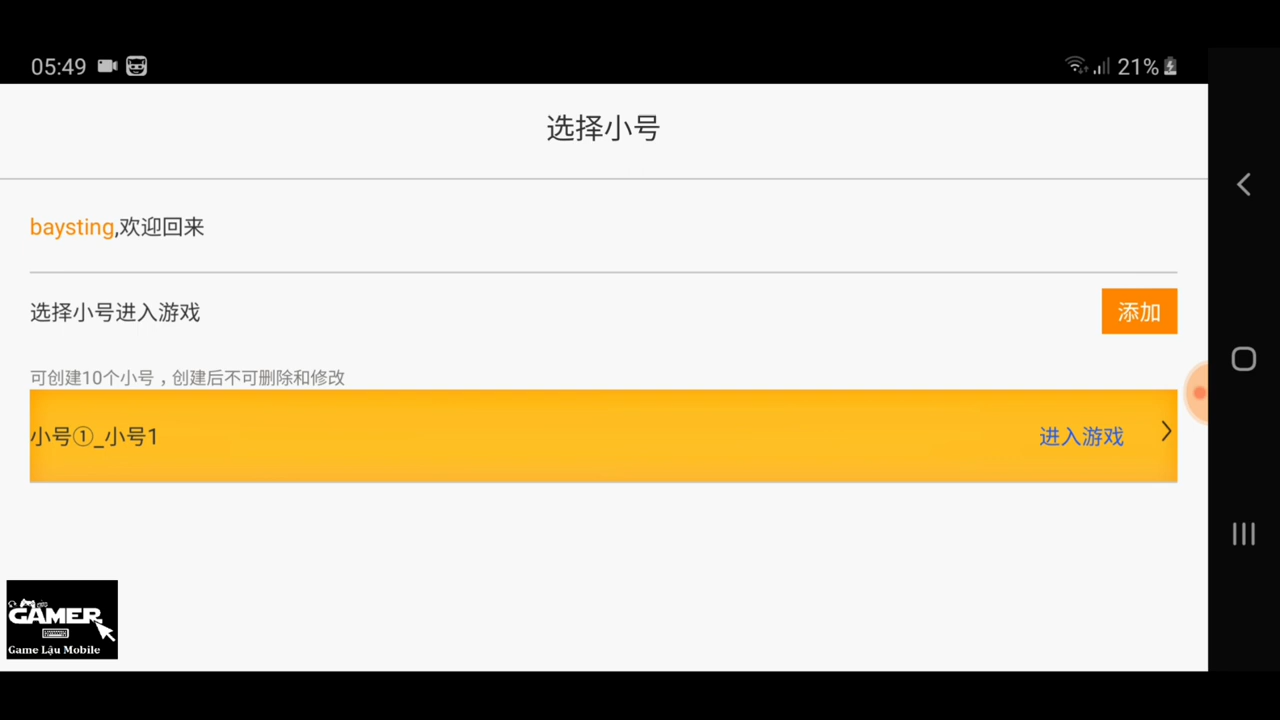 05:49
21%
选择小号
baysting,欢迎回来
选择小号进入游戏
添加
可创建10个小号，创建后不可删除和修改
小号①_小号1
进入游戏
GAMER
Game Lậu Mobile